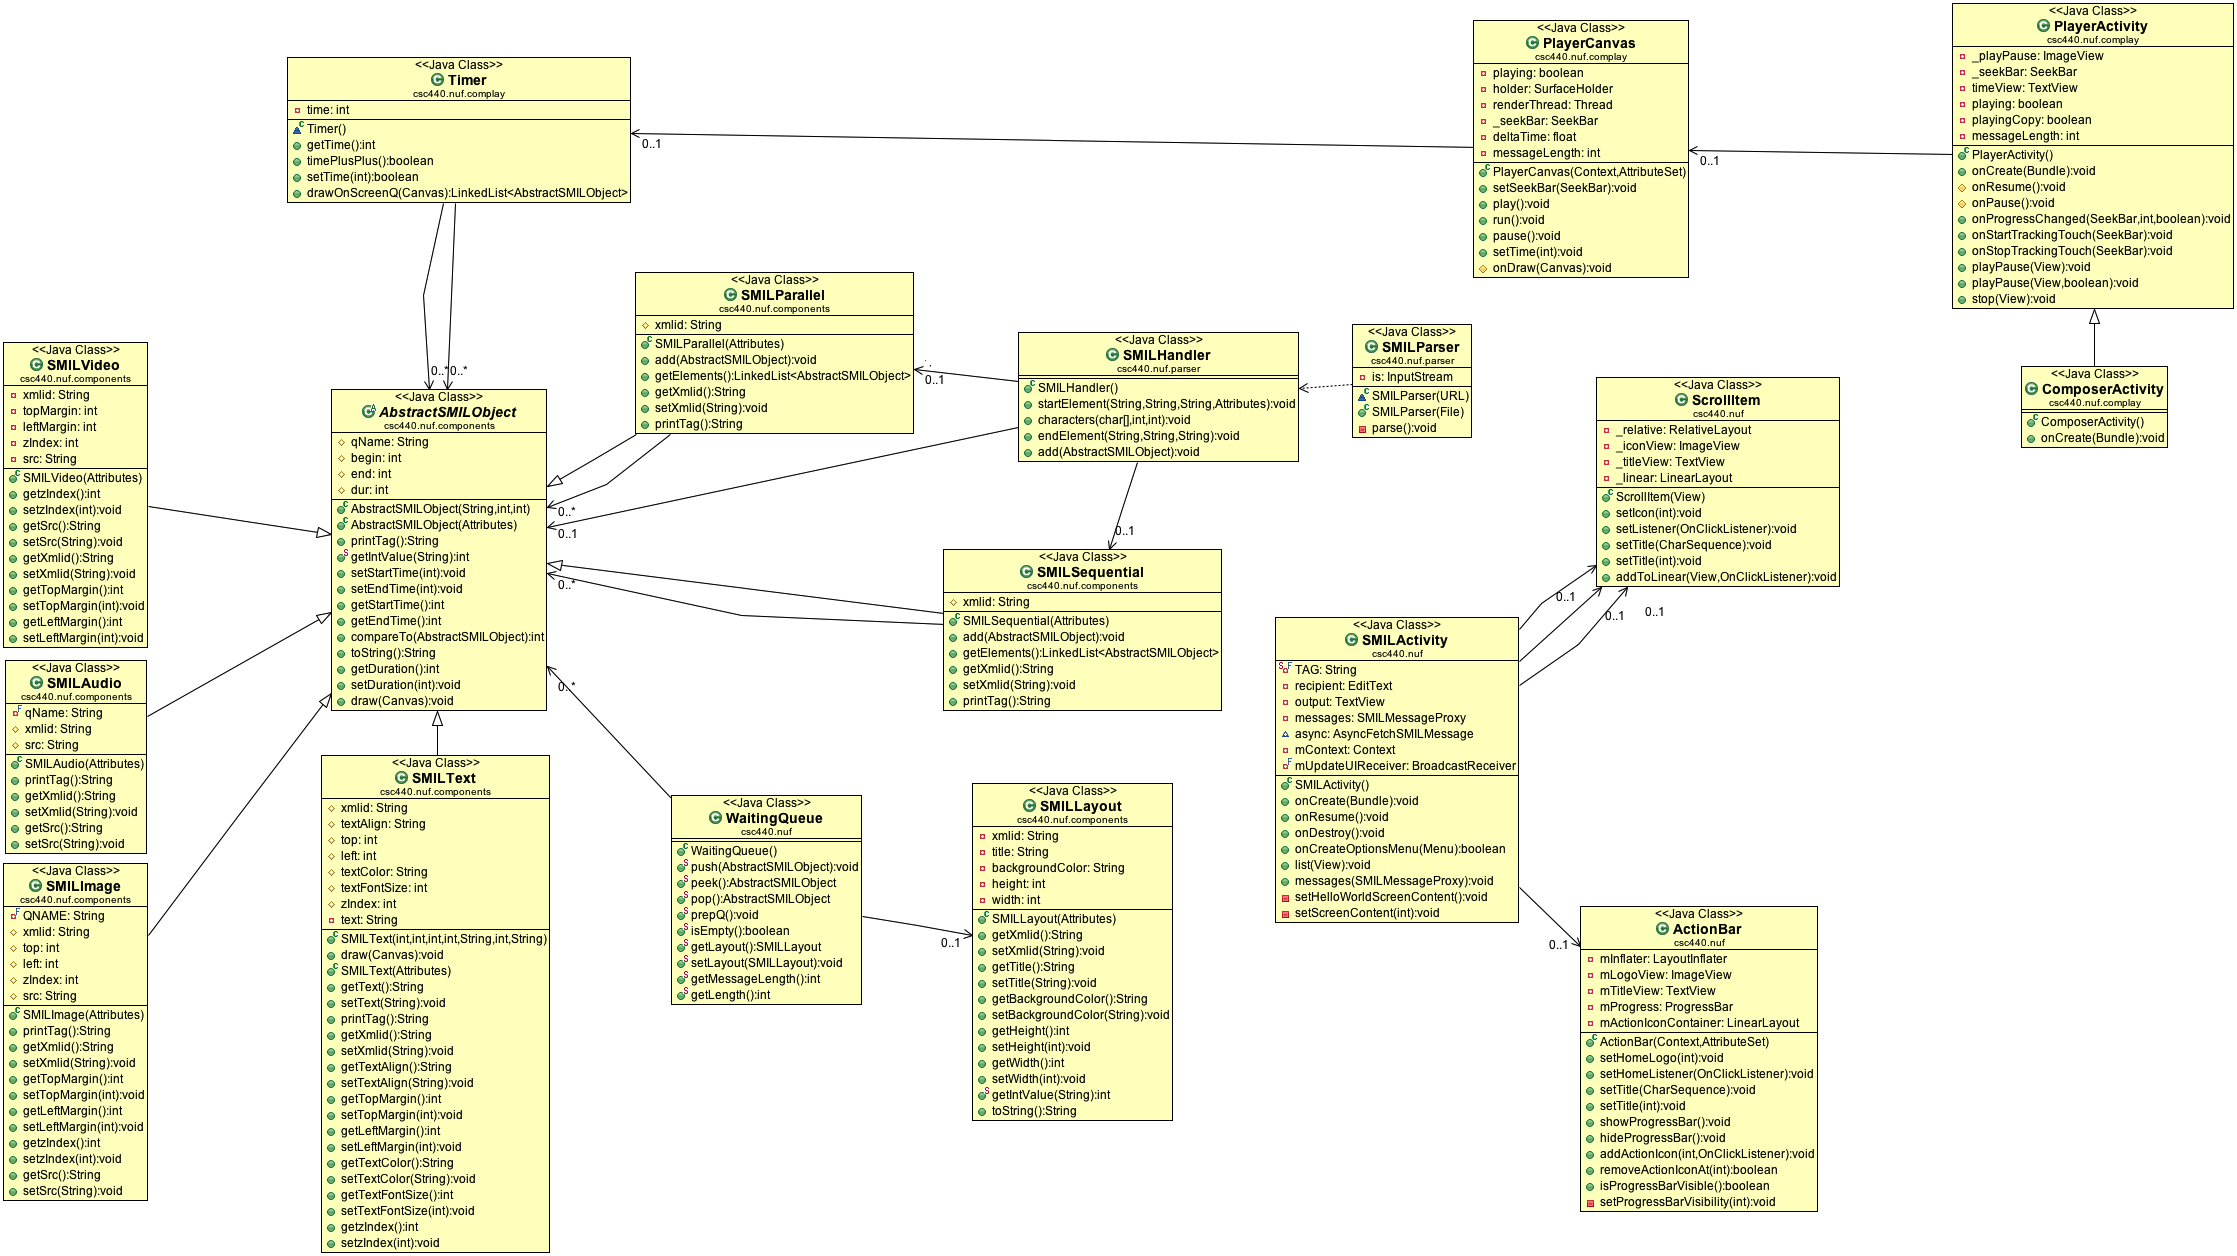 <<Java Class>>
Timer
csc440.nuf.complay
time: int
Timer()
getTime():int
timePlusPlus():boolean
setTime(int):boolean
drawOnScreenQ(Canvas):LinkedList<AbstractSMILObject>
<<Java Class>>
PlayerCanvas
csc440.nuf.complay
playing: boolean
holder: SurfaceHolder
renderThread: Thread
_seekBar: SeekBar
deltaTime: float
messageLength: int
PlayerCanvas(Context,AttributeSet)
setSeekBar(SeekBar):void
play():void
run():void
pause():void
setTime(int):void
onDraw(Canvas):void
<<Java Class>>
PlayerActivity
csc440.nuf.complay
_playPause: ImageView
_seekBar: SeekBar
timeView: TextView
playing: boolean
playingCopy: boolean
messageLength: int
PlayerActivity()
onCreate(Bundle):void
onResume():void
onPause():void
onProgressChanged(SeekBar,int,boolean):void
onStartTrackingTouch(SeekBar):void
onStopTrackingTouch(SeekBar):void
playPause(View):void
playPause(View,boolean):void
stop(View):void
0..1
0..1
<<Java Class>>
SMILParallel
csc440.nuf.components
xmlid: String
SMILParallel(Attributes)
add(AbstractSMILObject):void
getElements():LinkedList<AbstractSMILObject>
getXmlid():String
setXmlid(String):void
printTag():String
<<Java Class>>
SMILHandler
csc440.nuf.parser
SMILHandler()
startElement(String,String,String,Attributes):void
characters(char[],int,int):void
endElement(String,String,String):void
add(AbstractSMILObject):void
<<Java Class>>
SMILParser
csc440.nuf.parser
is: InputStream
SMILParser(URL)
SMILParser(File)
parse():void
<<Java Class>>
ComposerActivity
csc440.nuf.complay
ComposerActivity()
onCreate(Bundle):void
<<Java Class>>
ScrollItem
csc440.nuf
_relative: RelativeLayout
_iconView: ImageView
_titleView: TextView
_linear: LinearLayout
ScrollItem(View)
setIcon(int):void
setListener(OnClickListener):void
setTitle(CharSequence):void
setTitle(int):void
addToLinear(View,OnClickListener):void
<<Java Class>>
SMILVideo
csc440.nuf.components
xmlid: String
topMargin: int
leftMargin: int
zIndex: int
src: String
SMILVideo(Attributes)
getzIndex():int
setzIndex(int):void
getSrc():String
setSrc(String):void
getXmlid():String
setXmlid(String):void
getTopMargin():int
setTopMargin(int):void
getLeftMargin():int
setLeftMargin(int):void
0..*
0..*
0..1
<<Java Class>>
AbstractSMILObject
csc440.nuf.components
qName: String
begin: int
end: int
dur: int
AbstractSMILObject(String,int,int)
AbstractSMILObject(Attributes)
printTag():String
getIntValue(String):int
setStartTime(int):void
setEndTime(int):void
getStartTime():int
getEndTime():int
compareTo(AbstractSMILObject):int
toString():String
getDuration():int
setDuration(int):void
draw(Canvas):void
0..*
0..1
0..1
0..*
0..*
<<Java Class>>
SMILSequential
csc440.nuf.components
xmlid: String
SMILSequential(Attributes)
add(AbstractSMILObject):void
getElements():LinkedList<AbstractSMILObject>
getXmlid():String
setXmlid(String):void
printTag():String
0..1
0..1
0..1
<<Java Class>>
SMILActivity
csc440.nuf
TAG: String
recipient: EditText
output: TextView
messages: SMILMessageProxy
async: AsyncFetchSMILMessage
mContext: Context
mUpdateUIReceiver: BroadcastReceiver
SMILActivity()
onCreate(Bundle):void
onResume():void
onDestroy():void
onCreateOptionsMenu(Menu):boolean
list(View):void
messages(SMILMessageProxy):void
setHelloWorldScreenContent():void
setScreenContent(int):void
<<Java Class>>
SMILAudio
csc440.nuf.components
qName: String
xmlid: String
src: String
SMILAudio(Attributes)
printTag():String
getXmlid():String
setXmlid(String):void
getSrc():String
setSrc(String):void
<<Java Class>>
SMILImage
csc440.nuf.components
QNAME: String
xmlid: String
top: int
left: int
zIndex: int
src: String
SMILImage(Attributes)
printTag():String
getXmlid():String
setXmlid(String):void
getTopMargin():int
setTopMargin(int):void
getLeftMargin():int
setLeftMargin(int):void
getzIndex():int
setzIndex(int):void
getSrc():String
setSrc(String):void
<<Java Class>>
SMILText
csc440.nuf.components
xmlid: String
textAlign: String
top: int
left: int
textColor: String
textFontSize: int
zIndex: int
text: String
SMILText(int,int,int,int,String,int,String)
draw(Canvas):void
SMILText(Attributes)
getText():String
setText(String):void
printTag():String
getXmlid():String
setXmlid(String):void
getTextAlign():String
setTextAlign(String):void
getTopMargin():int
setTopMargin(int):void
getLeftMargin():int
setLeftMargin(int):void
getTextColor():String
setTextColor(String):void
getTextFontSize():int
setTextFontSize(int):void
getzIndex():int
setzIndex(int):void
<<Java Class>>
WaitingQueue
csc440.nuf
WaitingQueue()
push(AbstractSMILObject):void
peek():AbstractSMILObject
pop():AbstractSMILObject
prepQ():void
isEmpty():boolean
getLayout():SMILLayout
setLayout(SMILLayout):void
getMessageLength():int
getLength():int
0..1
<<Java Class>>
SMILLayout
csc440.nuf.components
xmlid: String
title: String
backgroundColor: String
height: int
width: int
SMILLayout(Attributes)
getXmlid():String
setXmlid(String):void
getTitle():String
setTitle(String):void
getBackgroundColor():String
setBackgroundColor(String):void
getHeight():int
setHeight(int):void
getWidth():int
setWidth(int):void
getIntValue(String):int
toString():String
0..1
<<Java Class>>
ActionBar
csc440.nuf
mInflater: LayoutInflater
mLogoView: ImageView
mTitleView: TextView
mProgress: ProgressBar
mActionIconContainer: LinearLayout
ActionBar(Context,AttributeSet)
setHomeLogo(int):void
setHomeListener(OnClickListener):void
setTitle(CharSequence):void
setTitle(int):void
showProgressBar():void
hideProgressBar():void
addActionIcon(int,OnClickListener):void
removeActionIconAt(int):boolean
isProgressBarVisible():boolean
setProgressBarVisibility(int):void